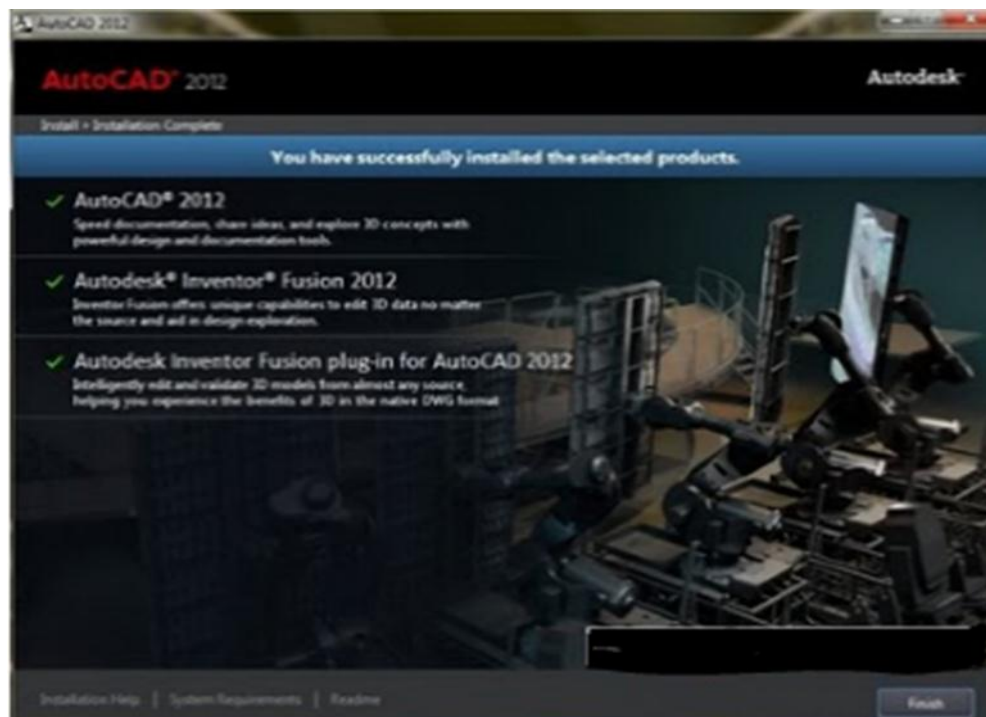 AutoCAD 2012
AutoCAD® 2012
Autodesk®
Install > Installation Complete
You have successfully installed the selected products.
AutoCAD® 2012
Speed documentation, share ideas, and explore 3D concepts with
powerful design and documentation tools.
Autodesk® Inventor® Fusion 2012
Inventor Fusion offers unique capabilities to edit 3D data no matter
the source and aid in design exploration.
Autodesk Inventor Fusion plug-in for AutoCAD 2012
Intelligently edit and validate 3D models from almost any source,
helping you experience the benefits of 3D in the native DWG format
Installation Help | System Requirements | Readme
Finish